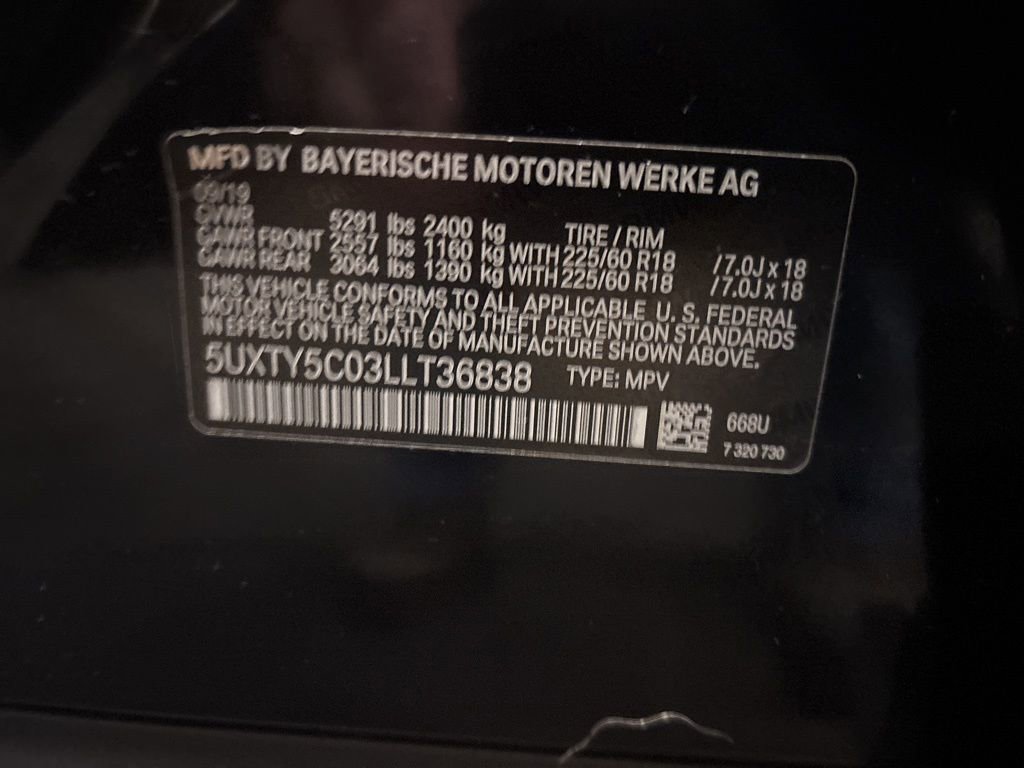 MFD BY BAYERISCHE MOTOREN WERKE AG
09/19
GVWR 5291 lbs 2400 kg TIRE / RIM
GAWR FRONT 2557 lbs 1160 kg WITH 225/60 R18 / 7.0J x 18
GAWR REAR 3064 lbs 1390 kg WITH 225/60 R18 / 7.0J x 18
THIS VEHICLE CONFORMS TO ALL APPLICABLE U. S. FEDERAL
MOTOR VEHICLE SAFETY AND THEFT PREVENTION STANDARDS
IN EFFECT ON THE DATE OF MANUFACTURE SHOWN ABOVE.
5UXTY5C03LLT36838 TYPE: MPV
668U
7 320 730